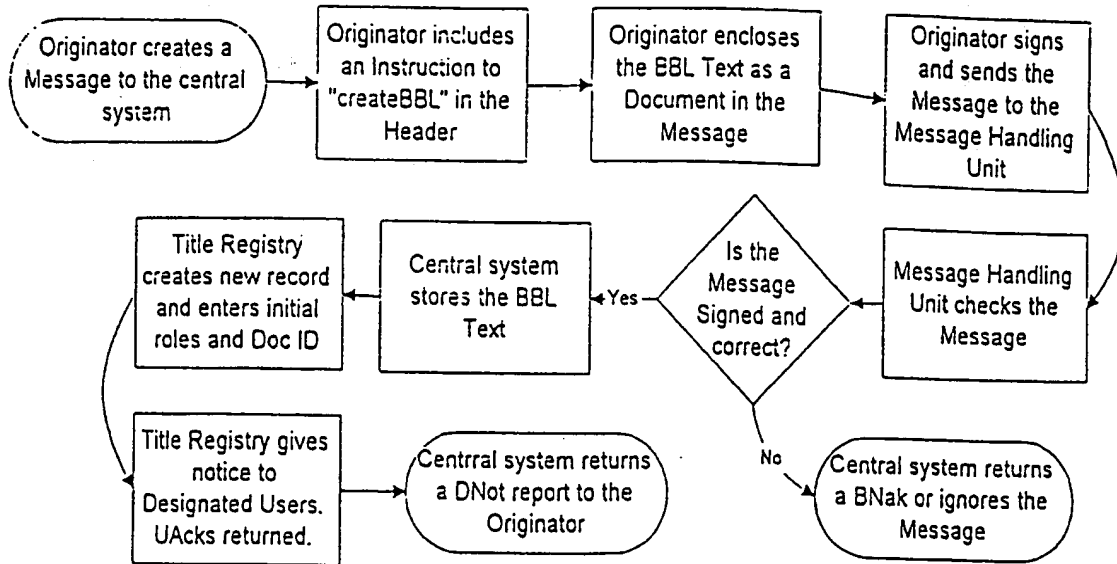 Originator creates a
Message to the central
system
Originator includes
an Instruction to
"createBBL" in the
Header
Originator encloses
the BBL Text as a
Document in the
Message
Originator signs
and sends the
Message to the
Message Handling
Unit
Message Handling
Unit checks the
Message
Is the
Message
Signed and
correct?
Yes
Central system
stores the BBL
Text
Title Registry
creates new record
and enters initial
roles and Doc ID
Title Registry gives
notice to
Designated Users.
UAcks returned.
Centrral system returns
a DNot report to the
Originator
No
Central system returns
a BNak or ignores the
Message